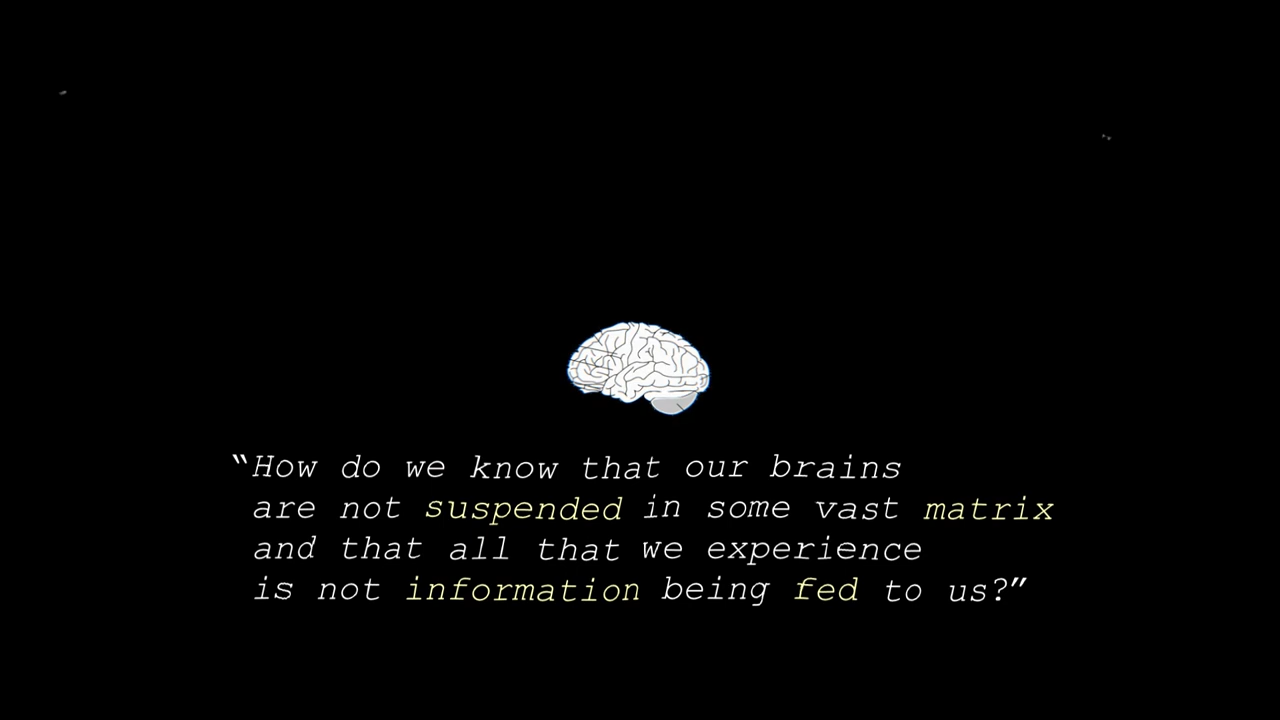 “How do we know that our brains
are not suspended in some vast matrix
and that all that we experience
is not information being fed to us?”